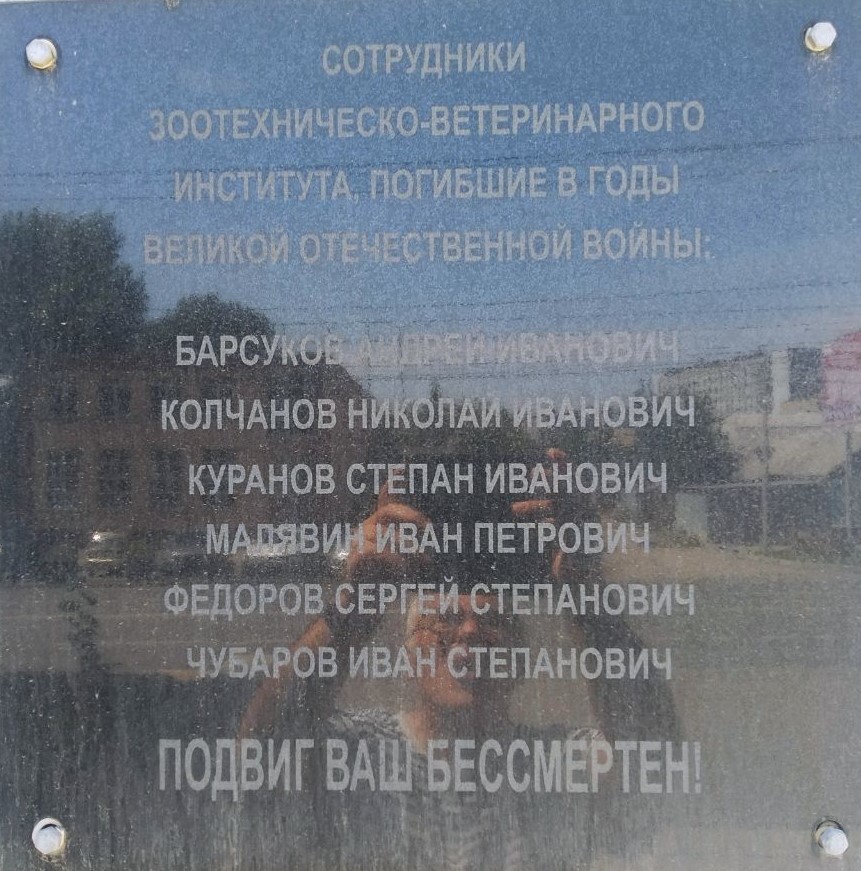 СОТРУДНИКИ
ЗООТЕХНИЧЕСКО-ВЕТЕРИНАРНОГО
ИНСТИТУТА, ПОГИБШИЕ В ГОДЫ
ВЕЛИКОЙ ОТЕЧЕСТВЕННОЙ ВОЙНЫ:
БАРСУКОВ АНДРЕЙ ИВАНОВИЧ
КОЛЧАНОВ НИКОЛАЙ ИВАНОВИЧ
КУРАНОВ СТЕПАН ИВАНОВИЧ
МАЛЯВИН ИВАН ПЕТРОВИЧ
ФЕДОРОВ СЕРГЕЙ СТЕПАНОВИЧ
ЧУБАРОВ ИВАН СТЕПАНОВИЧ
ПОДВИГ ВАШ БЕССМЕРТЕН!